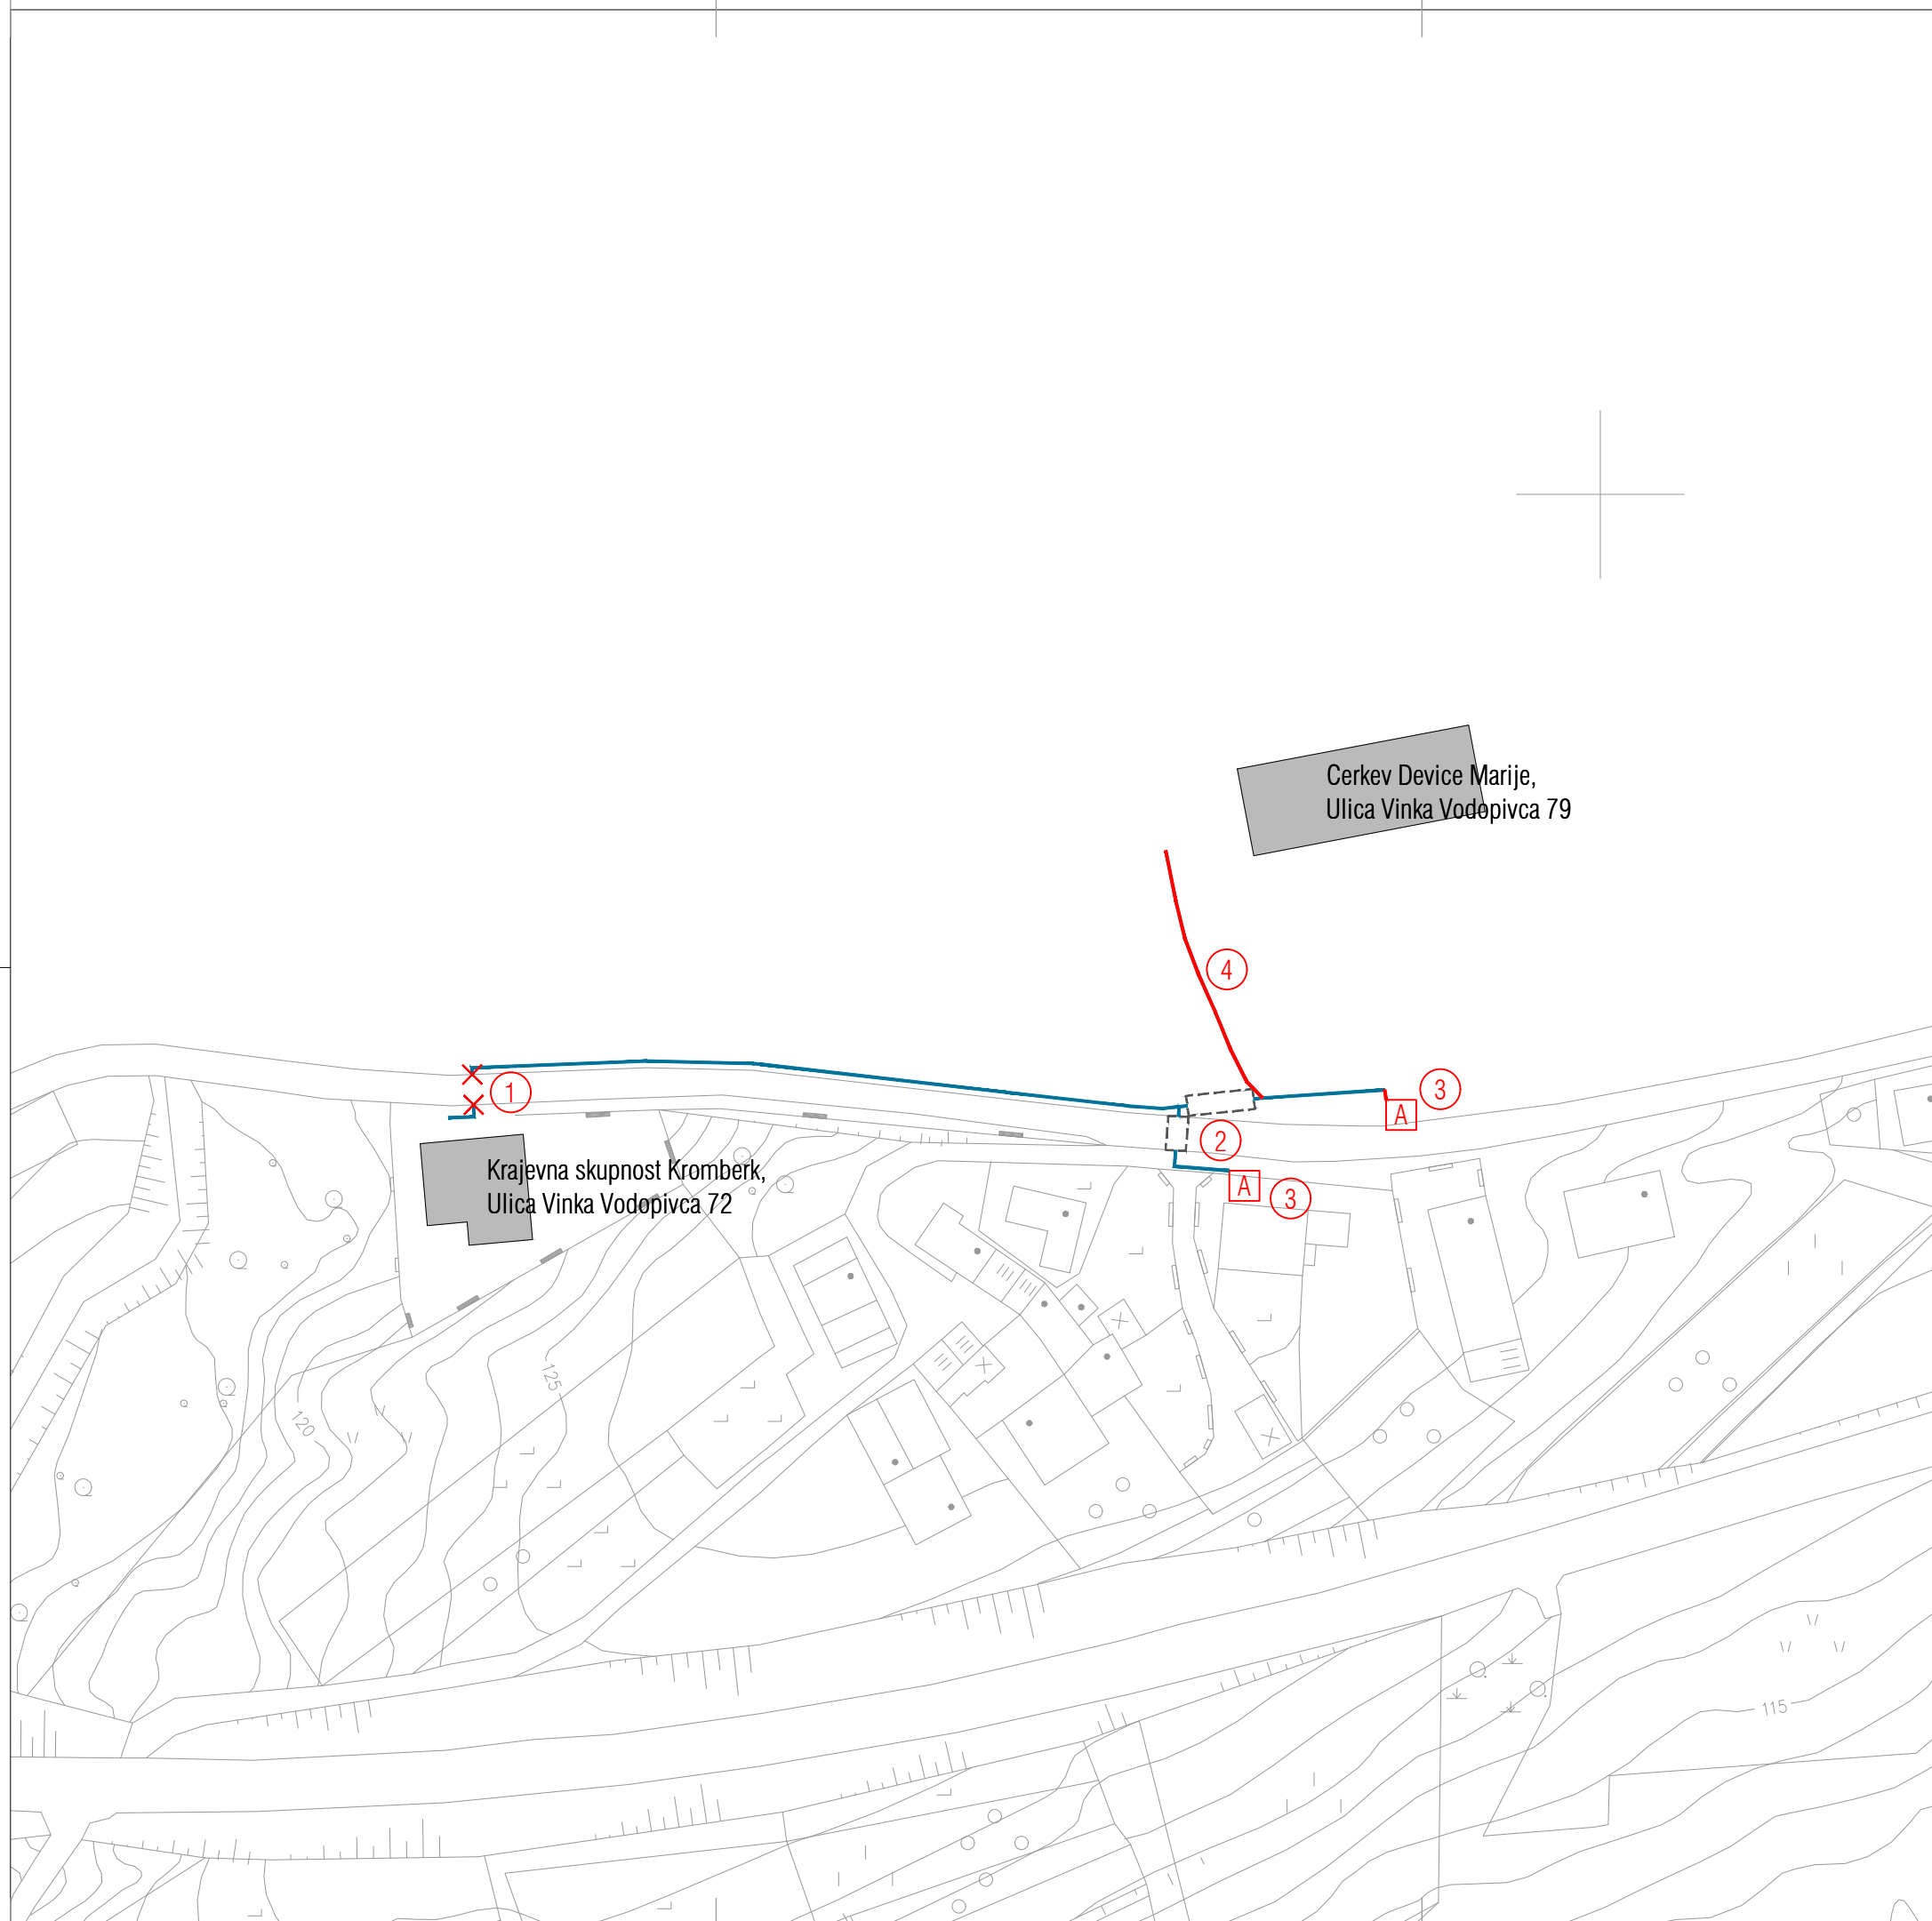 Cerkev Device Marije,
Ulica Vinka Vodopivca 79
4
1
3
A
2
A
3
Krajevna skupnost Kromberk,
Ulica Vinka Vodopivca 72
125
120
115